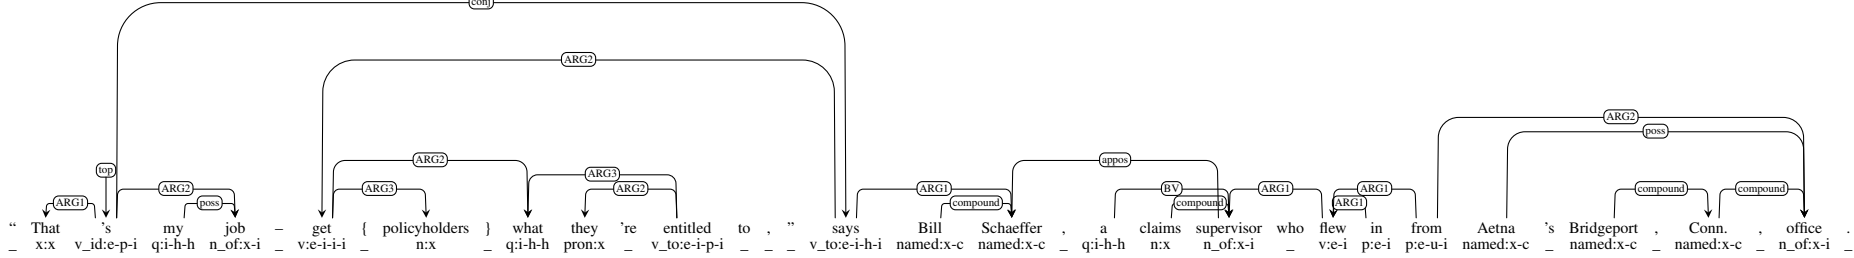 conj
ARG2
ARG2
poss
top
ARG2
ARG3
appos
ARG1 ARG2 poss ARG3 ARG2 ARG1 compound BV compound ARG1 ARG1 ARG1 compound compound
“ That 's my job – get { policyholders } what they 're entitled to , ” says Bill Schaeffer , a claims supervisor who flew in from Aetna 's Bridgeport , Conn. , office .
_ x:x v_id:e-p-i q:i-h-h n_of:x-i _ v:e-i-i-i _ n:x _ q:i-h-h pron:x _ v_to:e-i-p-i _ _ _ v_to:e-i-h-i named:x-c named:x-c _ q:i-h-h n:x n_of:x-i _ v:e-i p:e-i p:e-u-i named:x-c _ named:x-c _ named:x-c _ n_of:x-i _